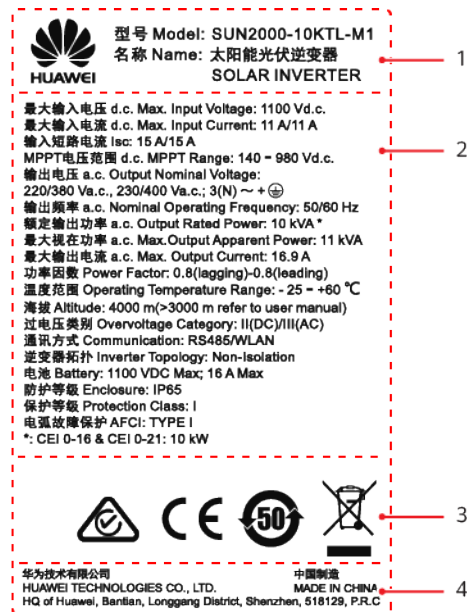 型号 Model: SUN2000-10KTL-M1
名称 Name: 太阳能光伏逆变器
SOLAR INVERTER
HUAWEI
1
最大输入电压 d.c. Max. Input Voltage: 1100 Vd.c.
最大输入电流 d.c. Max. Input Current: 11 A/11 A
输入短路电流 Isc: 15 A/15 A
MPPT电压范围 d.c. MPPT Range: 140 - 980 Vd.c.
输出电压 a.c. Output Nominal Voltage:
220/380 Va.c., 230/400 Va.c.; 3(N) ~ + ⏚
输出频率 a.c. Nominal Operating Frequency: 50/60 Hz
额定输出功率 a.c. Output Rated Power: 10 kVA *
最大视在功率 a.c. Max.Output Apparent Power: 11 kVA
最大输出电流 a.c. Max. Output Current: 16.9 A
功率因数 Power Factor: 0.8(lagging)-0.8(leading)
温度范围 Operating Temperature Range: - 25 - +60 ℃
海拔 Altitude: 4000 m(>3000 m refer to user manual)
过电压类别 Overvoltage Category: II(DC)/III(AC)
通讯方式 Communication: RS485/WLAN
逆变器拓扑 Inverter Topology: Non-isolation
电池 Battery: 1100 VDC Max; 16 A Max
防护等级 Enclosure: IP65
保护等级 Protection Class: I
电弧故障保护 AFCI: TYPE I
*: CEI 0-16 & CEI 0-21: 10 kW
2
CE
50
3
华为技术有限公司
中国制造
HUAWEI TECHNOLOGIES CO., LTD.
MADE IN CHINA
HQ of Huawei, Bantian, Longgang District, Shenzhen, 518129, P.R.C
4